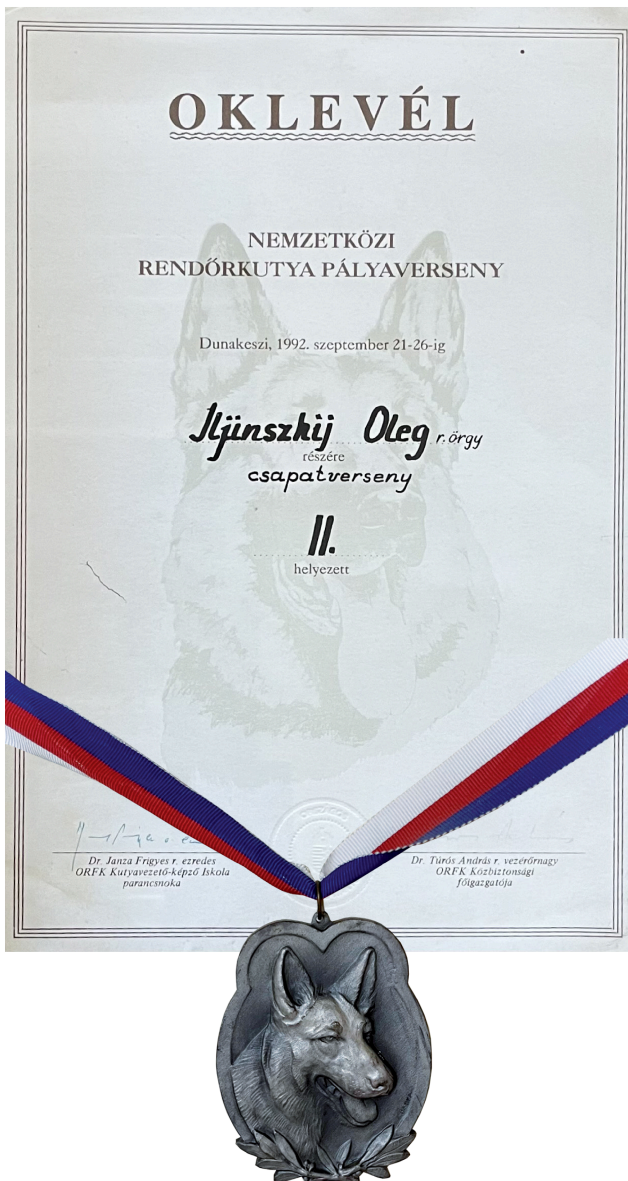 OKLEVÉL
NEMZETKÖZI
RENDŐRKUTYA PÁLYAVERSENY
Dunakeszi, 1992. szeptember 21-26-ig
Iljinszkij Oleg r. örgy
részére
csapatverseny
II.
helyezett
Dr. Janza Frigyes r. ezredes
ORFK Kutyavezető-képző Iskola
parancsnoka
Dr. Túrós András r. vezérőrnagy
ORFK Közbiztonsági
főigazgatója